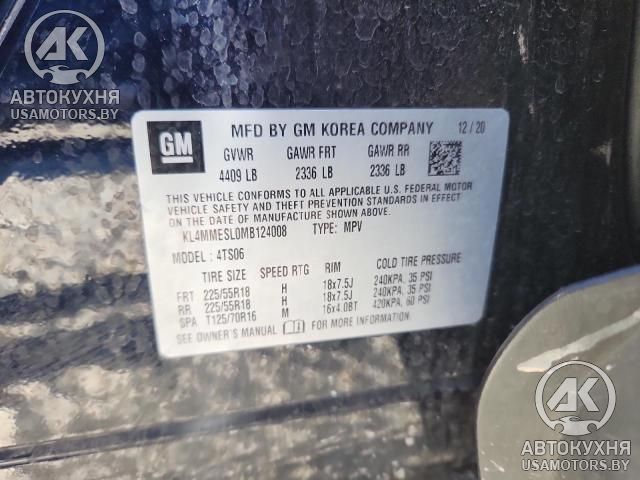 АК
АВТОКУХНЯ
USAMOTORS.BY
GM
MFD BY GM KOREA COMPANY 12/20
GVWR GAWR FRT GAWR RR
4409 LB 2336 LB 2336 LB
THIS VEHICLE CONFORMS TO ALL APPLICABLE U.S. FEDERAL MOTOR
VEHICLE SAFETY AND THEFT PREVENTION STANDARDS IN EFFECT
ON THE DATE OF MANUFACTURE SHOWN ABOVE.
KL4MMESL0MB124008 TYPE: MPV
MODEL: 4TS06
TIRE SIZE SPEED RTG RIM COLD TIRE PRESSURE
FRT 225/55R18 H 18x7.5J 240KPA, 35 PSI
RR 225/55R18 H 18x7.5J 240KPA, 35 PSI
SPA T125/70R16 M 16x4.0BT 420KPA, 60 PSI
SEE OWNER'S MANUAL FOR MORE INFORMATION.
АК
АВТОКУХНЯ
USAMOTORS.BY